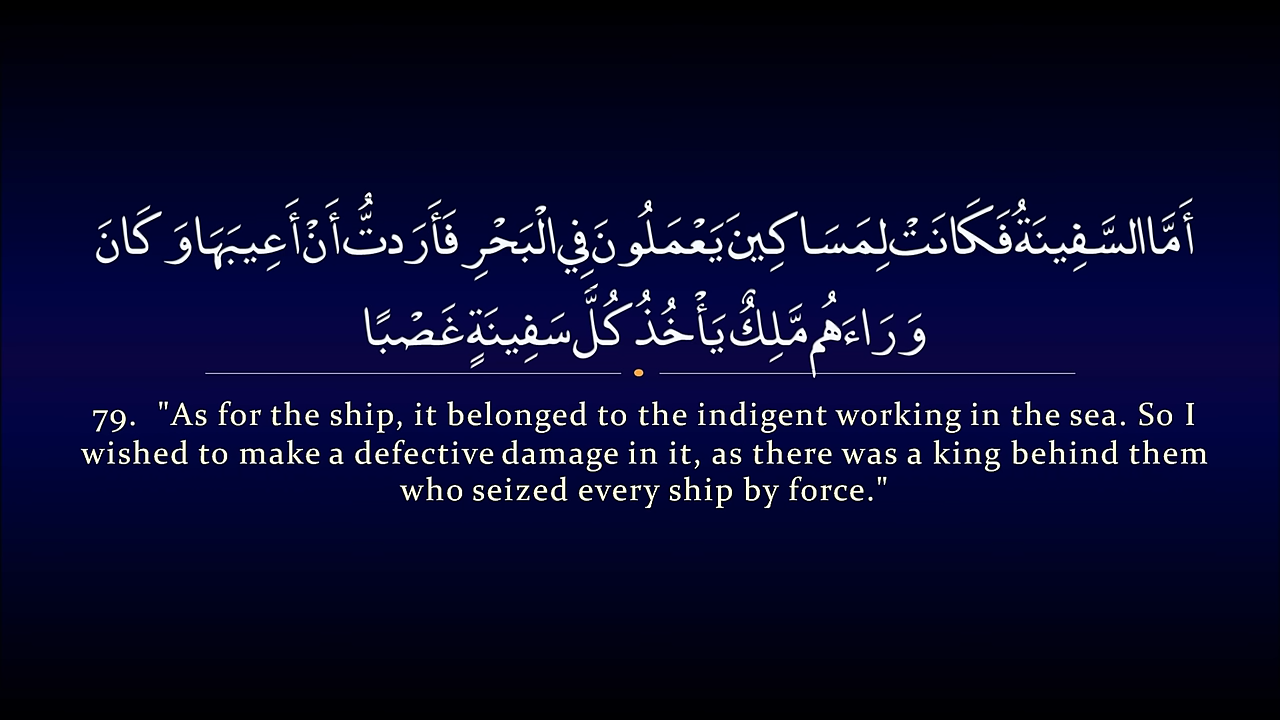 أَمَّا السَّفِينَةُ فَكَانَتْ لِمَسَاكِينَ يَعْمَلُونَ فِي الْبَحْرِ فَأَرَدتُّ أَنْ أَعِيبَهَا وَكَانَ
وَرَاءَهُم مَّلِكٌ يَأْخُذُ كُلَّ سَفِينَةٍ غَصْبًا
79. "As for the ship, it belonged to the indigent working in the sea. So I
wished to make a defective damage in it, as there was a king behind them
who seized every ship by force."